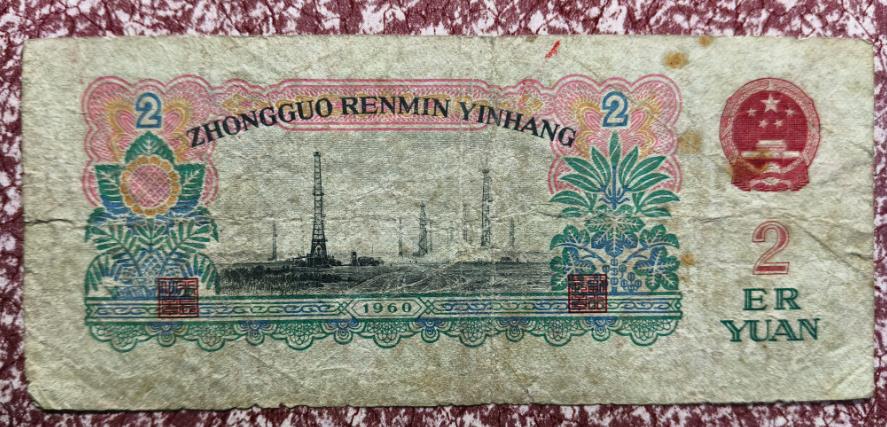 2
2
ZHONGGUO RENMIN YINHANG
1960
2
ER
YUAN